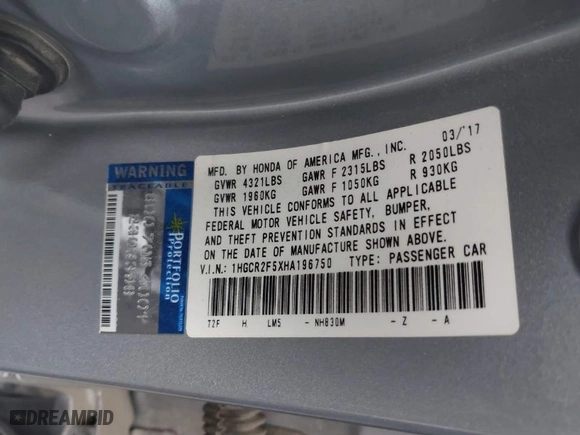 MFD. BY HONDA OF AMERICA MFG., INC. 03/'17
GVWR 4321LBS GAWR F 2315LBS R 2050LBS
GVWR 1960KG GAWR F 1050KG R 930KG
THIS VEHICLE CONFORMS TO ALL APPLICABLE
FEDERAL MOTOR VEHICLE SAFETY, BUMPER,
AND THEFT PREVENTION STANDARDS IN EFFECT
ON THE DATE OF MANUFACTURE SHOWN ABOVE.
V.I.N.: 1HGCR2F5XHA196750 TYPE: PASSENGER CAR
T2F H LM5 - NH830M - Z - A
WARNING
TRACEABLE
PORTFOLIO
Protection
DREAMBID